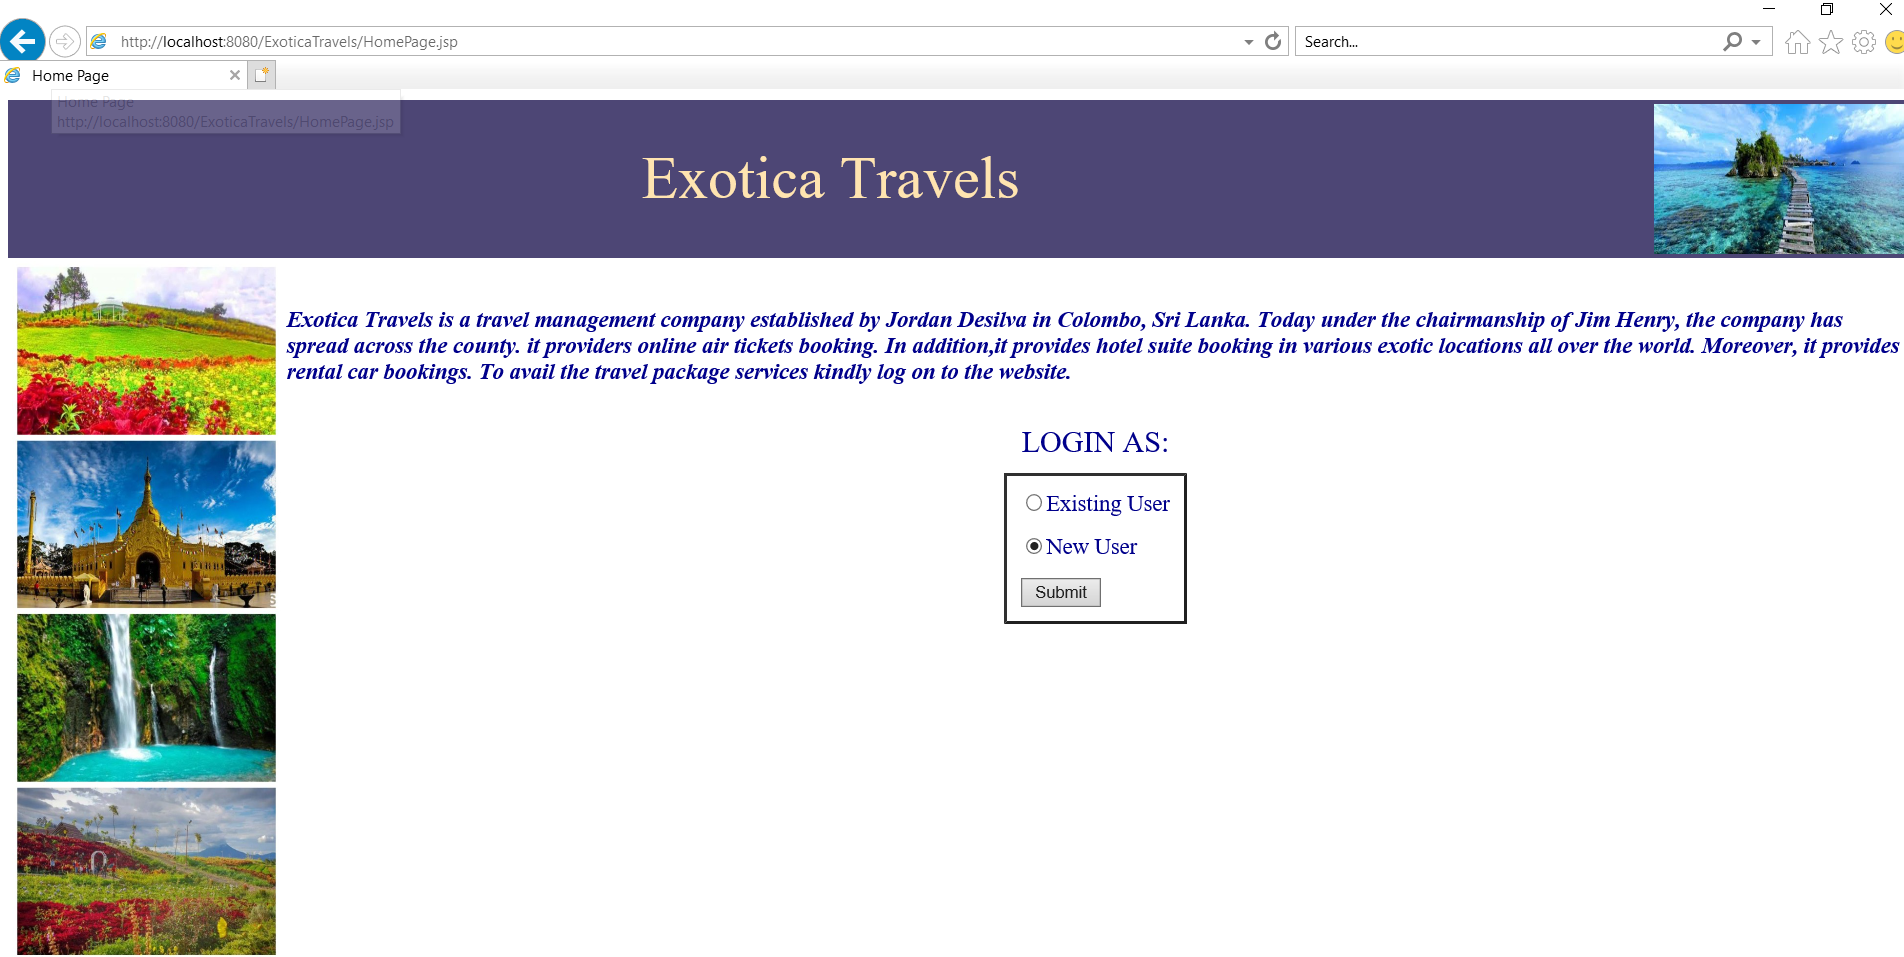 http://localhost:8080/ExoticaTravels/HomePage.jsp
Search...
Home Page
Home Page
http://localhost:8080/ExoticaTravels/HomePage.jsp
Exotica Travels
Exotica Travels is a travel management company established by Jordan Desilva in Colombo, Sri Lanka. Today under the chairmanship of Jim Henry, the company has
spread across the county. it providers online air tickets booking. In addition,it provides hotel suite booking in various exotic locations all over the world. Moreover, it provides
rental car bookings. To avail the travel package services kindly log on to the website.
LOGIN AS:
Existing User
New User
Submit